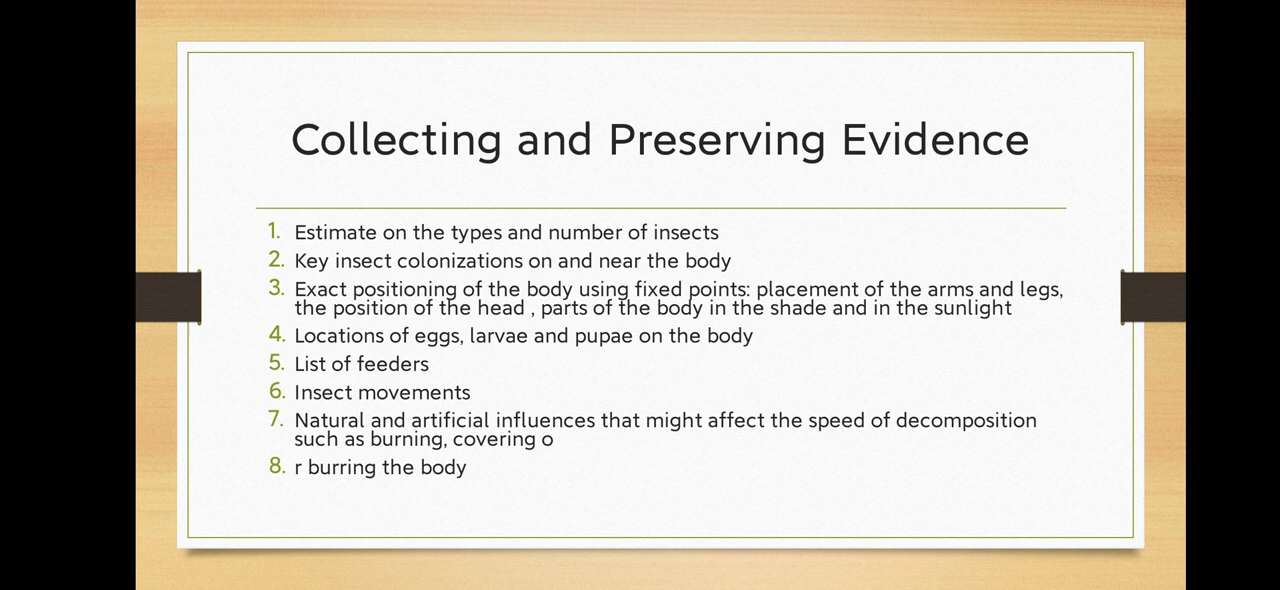 Collecting and Preserving Evidence
1. Estimate on the types and number of insects
2. Key insect colonizations on and near the body
3. Exact positioning of the body using fixed points: placement of the arms and legs,
the position of the head , parts of the body in the shade and in the sunlight
4. Locations of eggs, larvae and pupae on the body
5. List of feeders
6. Insect movements
7. Natural and artificial influences that might affect the speed of decomposition
such as burning, covering o
8. r burring the body